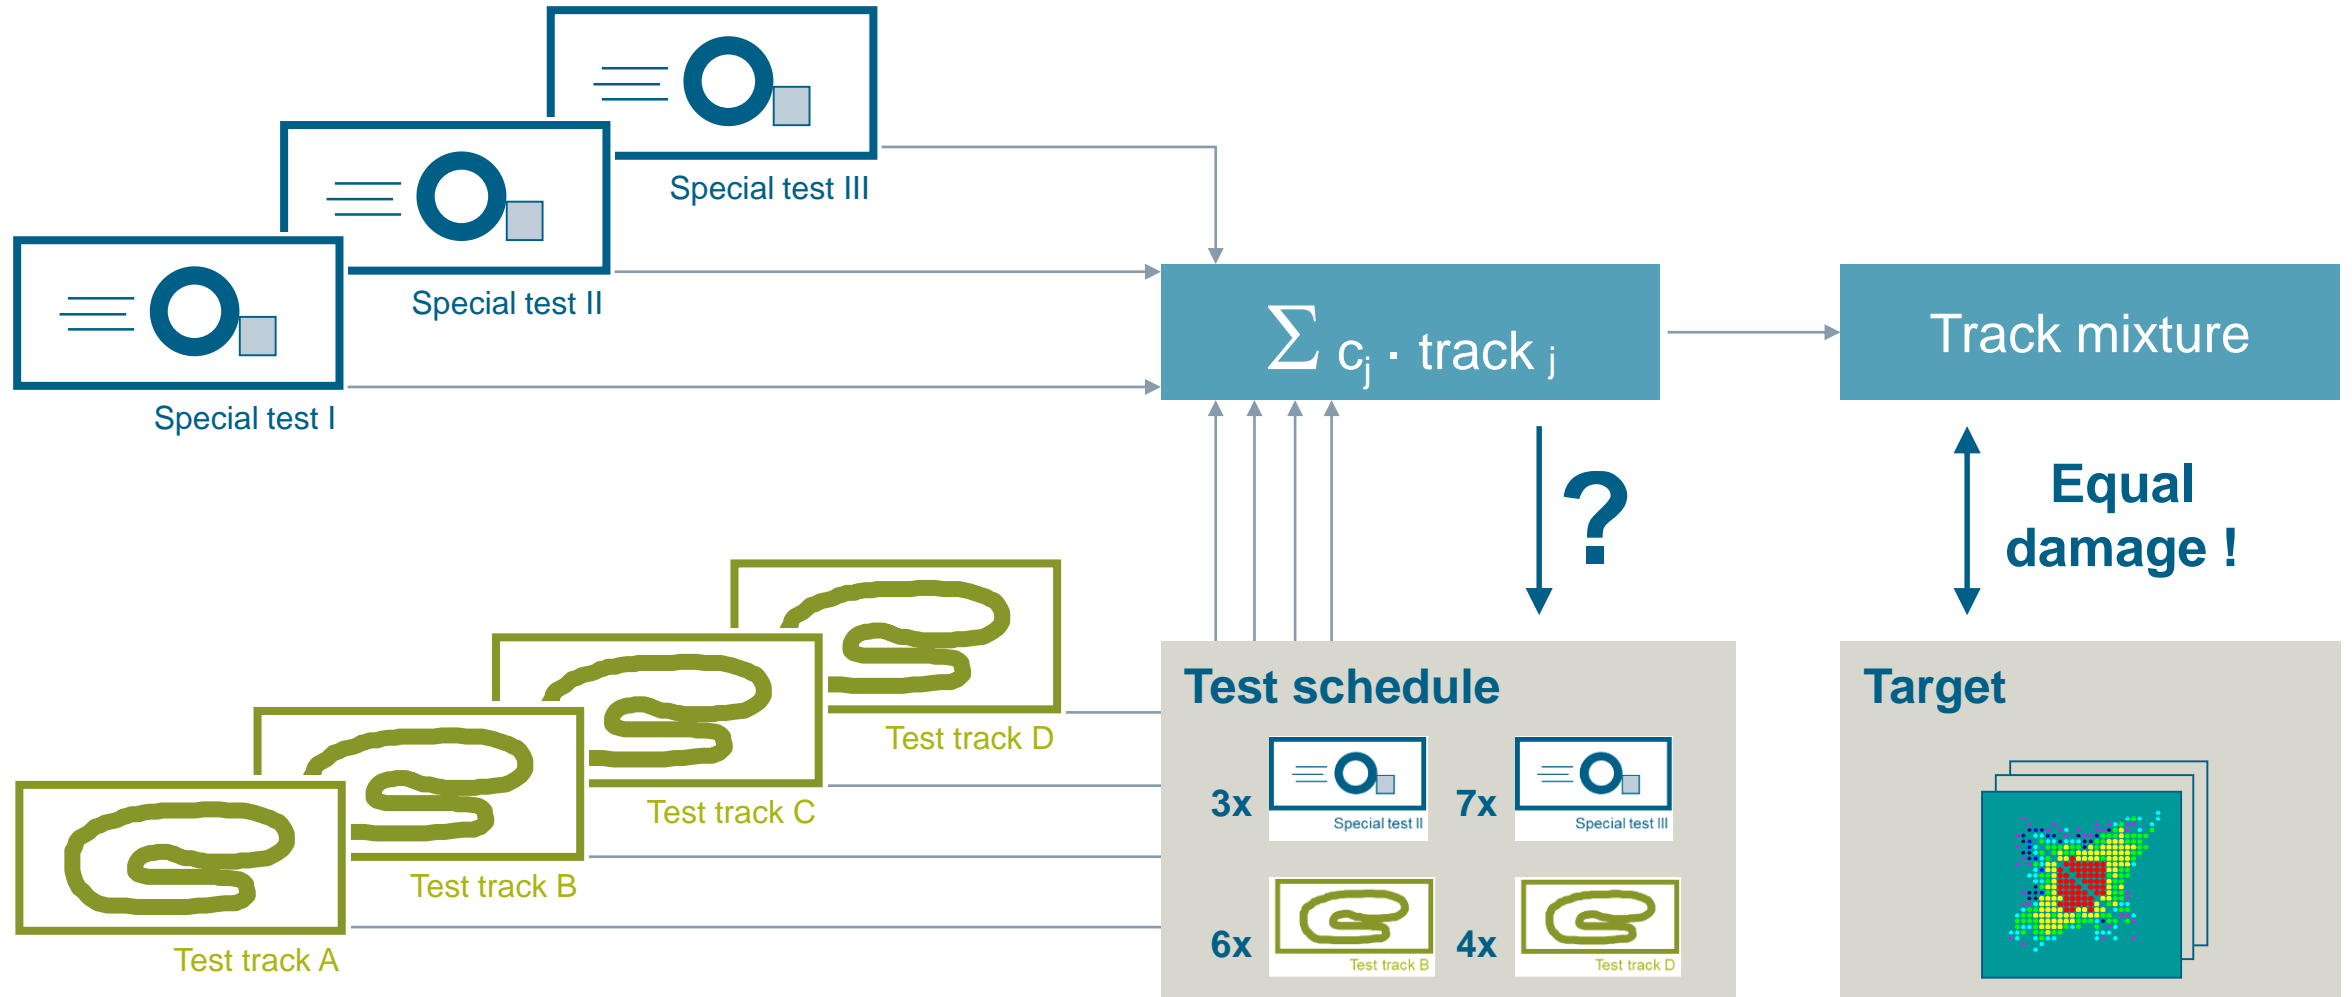 Special test III
Special test II
Special test I
∑ cj · track j
Track mixture
?
Equal
damage !
Test track D
Test track C
Test track B
Test track A
Test schedule
3x
Special test II
7x
Special test III
6x
Test track B
4x
Test track D
Target